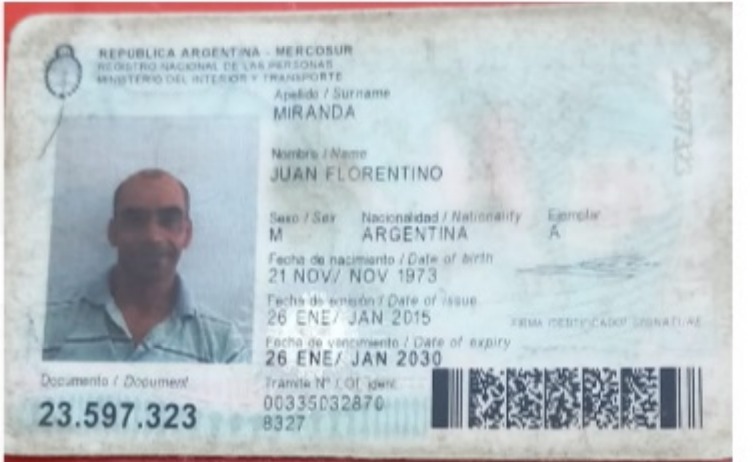 REPUBLICA ARGENTINA - MERCOSUR
REGISTRO NACIONAL DE LAS PERSONAS
MINISTERIO DEL INTERIOR Y TRANSPORTE
Apellido / Surname
MIRANDA
Nombre / Name
JUAN FLORENTINO
Sexo / Sex Nacionalidad / Nationality Ejemplar
M ARGENTINA A
Fecha de nacimiento / Date of birth
21 NOV/ NOV 1973
Fecha de emisión / Date of issue
26 ENE/ JAN 2015
FIRMA IDENTIFICADO / SIGNATURE
Fecha de vencimiento / Date of expiry
26 ENE/ JAN 2030
Documento / Document
23.597.323
Trámite N° / Of. ident.
00335032870
8327
23597323